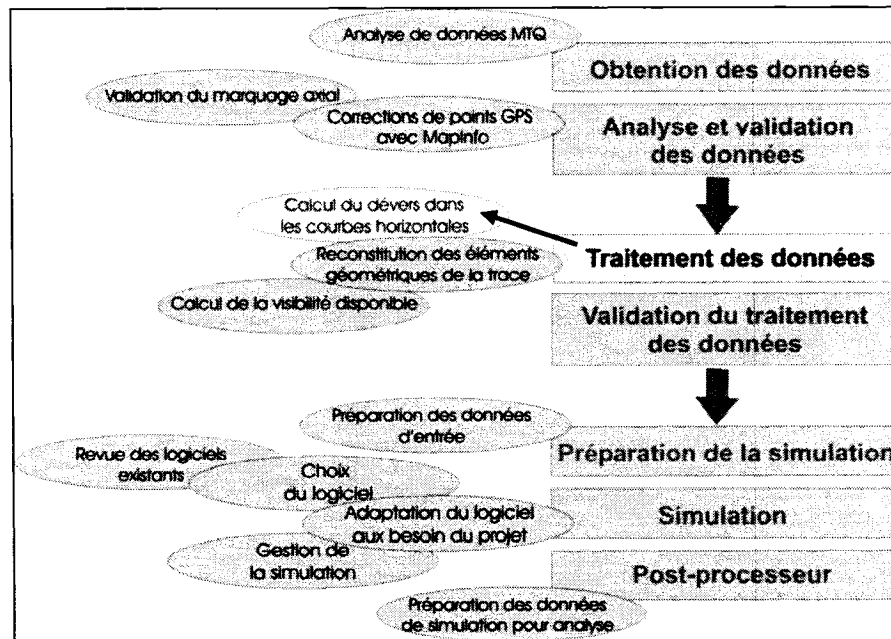 Analyse de données MTQ
Obtention des données
Validation du marquage axial
Corrections de points GPS
avec MapInfo
Analyse et validation
des données
Calcul du dévers dans
les courbes horizontales
Traitement des données
Reconstitution des éléments
géométriques de la trace
Calcul de la visibilité disponible
Validation du traitement
des données
Préparation des données
d'entrée
Préparation de la simulation
Revue des logiciels
existants
Choix
du logiciel
Adaptation du logiciel
aux besoin du projet
Simulation
Gestion de
la simulation
Post-processeur
Préparation des données
de simulation pour analyse